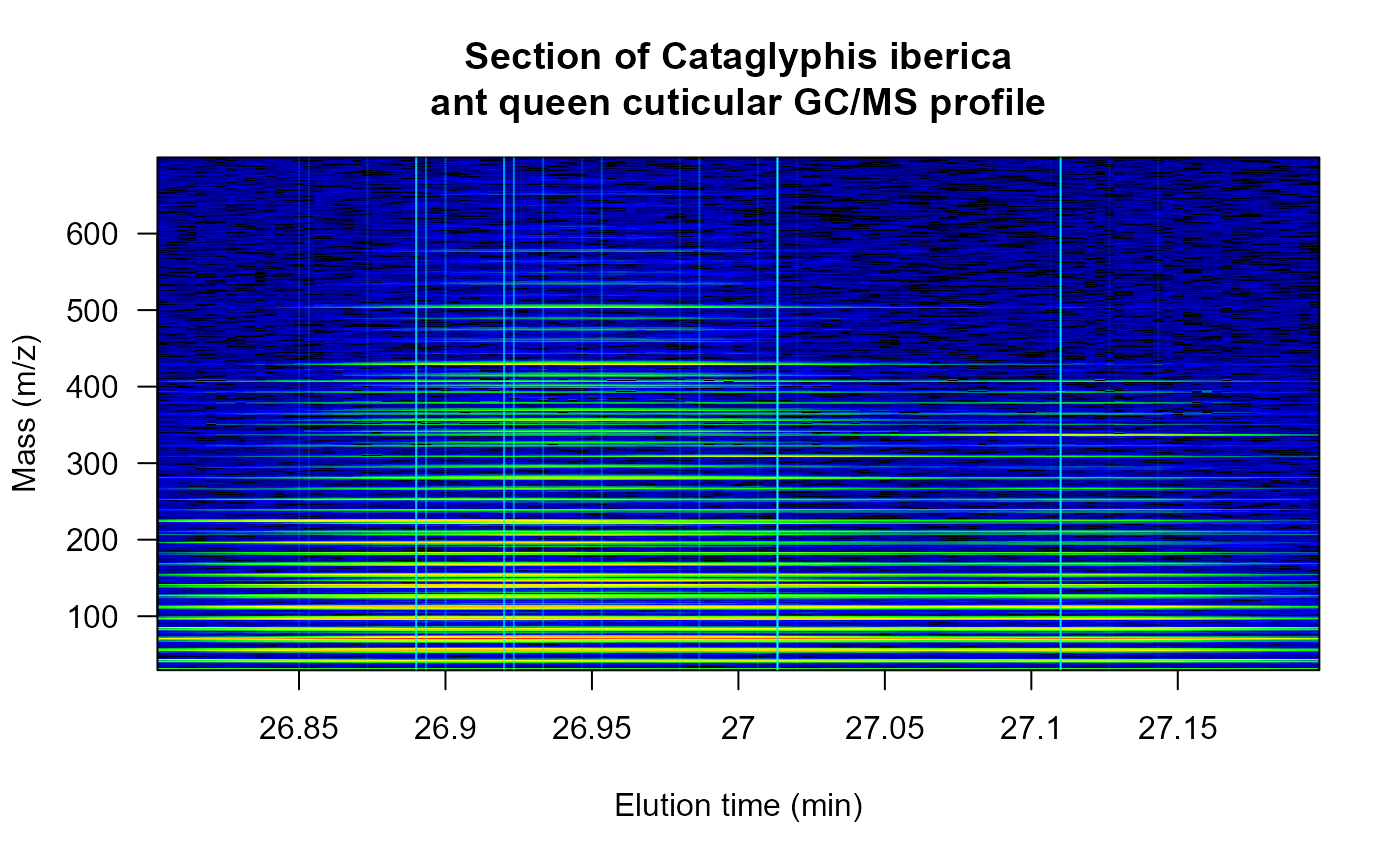 Section of Cataglyphis iberica
ant queen cuticular GC/MS profile
Mass (m/z)
600
500
400
300
200
100
26.85 26.9 26.95 27 27.05 27.1 27.15
Elution time (min)